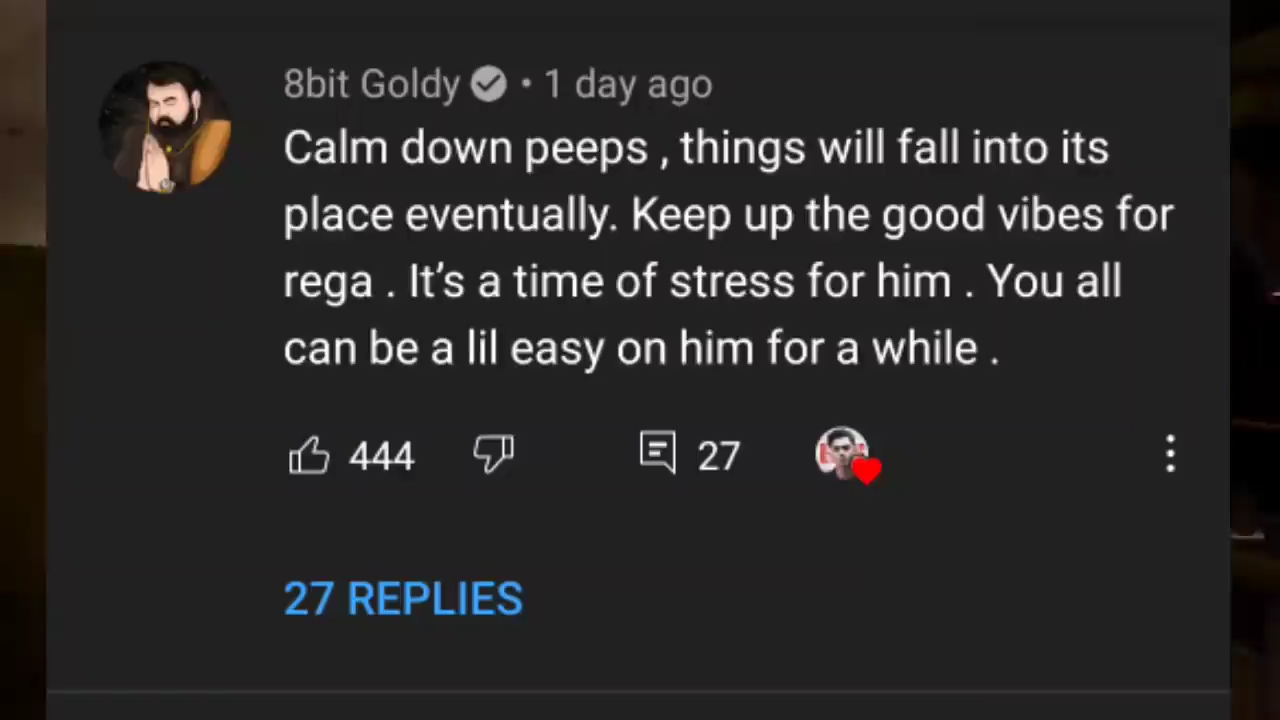 8bit Goldy • 1 day ago
Calm down peeps , things will fall into its
place eventually. Keep up the good vibes for
rega . It’s a time of stress for him . You all
can be a lil easy on him for a while .
444 27
27 REPLIES